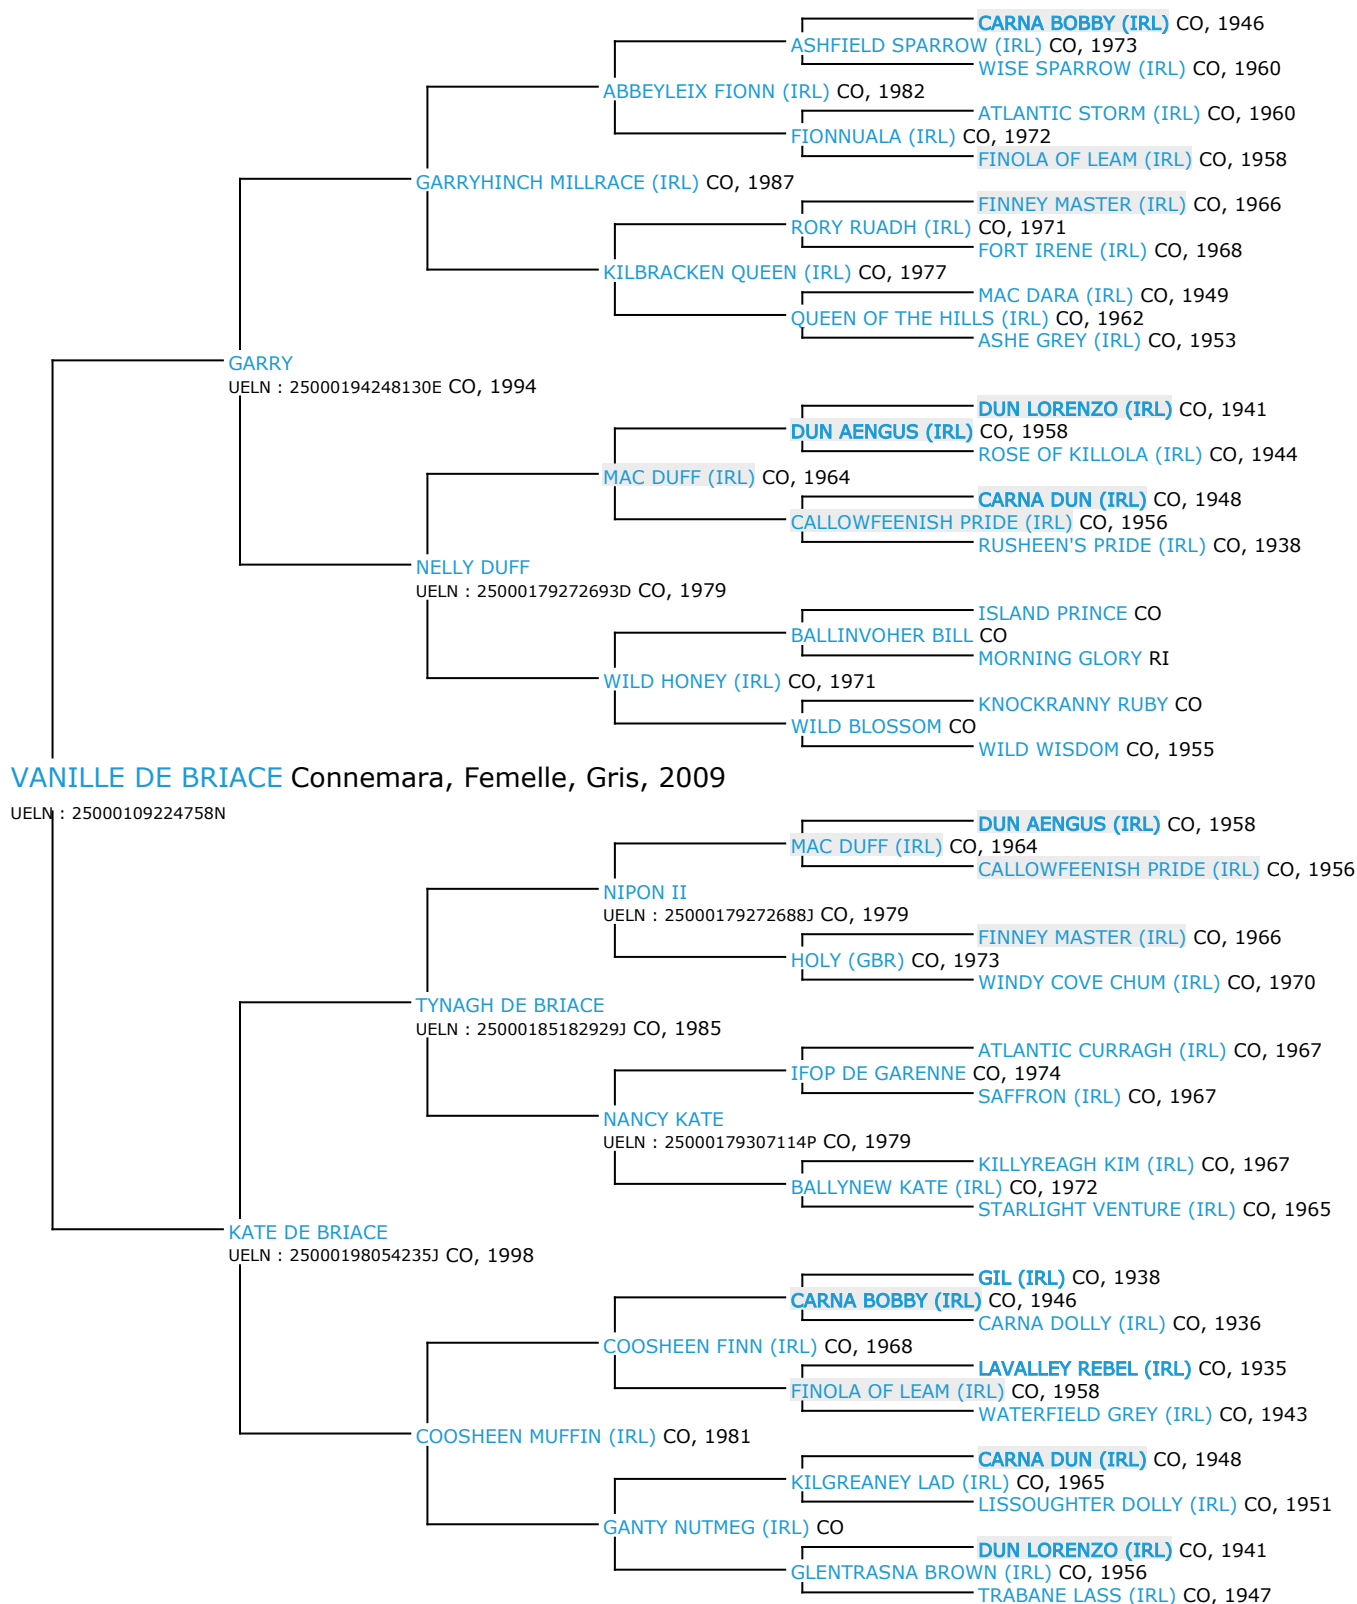 CARNA BOBBY (IRL) CO, 1946
ASHFIELD SPARROW (IRL) CO, 1973
WISE SPARROW (IRL) CO, 1960
ABBEYLEIX FIONN (IRL) CO, 1982
ATLANTIC STORM (IRL) CO, 1960
FIONNUALA (IRL) CO, 1972
FINOLA OF LEAM (IRL) CO, 1958
GARRYHINCH MILLRACE (IRL) CO, 1987
FINNEY MASTER (IRL) CO, 1966
RORY RUADH (IRL) CO, 1971
FORT IRENE (IRL) CO, 1968
KILBRACKEN QUEEN (IRL) CO, 1977
MAC DARA (IRL) CO, 1949
QUEEN OF THE HILLS (IRL) CO, 1962
ASHE GREY (IRL) CO, 1953
GARRY
UELN : 25000194248130E CO, 1994
DUN LORENZO (IRL) CO, 1941
DUN AENGUS (IRL) CO, 1958
ROSE OF KILLOLA (IRL) CO, 1944
MAC DUFF (IRL) CO, 1964
CARNA DUN (IRL) CO, 1948
CALLOWFEENISH PRIDE (IRL) CO, 1956
RUSHEEN'S PRIDE (IRL) CO, 1938
NELLY DUFF
UELN : 25000179272693D CO, 1979
ISLAND PRINCE CO
BALLINVOHER BILL CO
MORNING GLORY RI
WILD HONEY (IRL) CO, 1971
KNOCKRANNY RUBY CO
WILD BLOSSOM CO
WILD WISDOM CO, 1955
VANILLE DE BRIACE Connemara, Femelle, Gris, 2009
UELN : 25000109224758N
DUN AENGUS (IRL) CO, 1958
MAC DUFF (IRL) CO, 1964
CALLOWFEENISH PRIDE (IRL) CO, 1956
NIPON II
UELN : 25000179272688J CO, 1979
FINNEY MASTER (IRL) CO, 1966
HOLY (GBR) CO, 1973
WINDY COVE CHUM (IRL) CO, 1970
TYNAGH DE BRIACE
UELN : 25000185182929J CO, 1985
ATLANTIC CURRAGH (IRL) CO, 1967
IFOP DE GARENNE CO, 1974
SAFFRON (IRL) CO, 1967
NANCY KATE
UELN : 25000179307114P CO, 1979
KILLYREAGH KIM (IRL) CO, 1967
BALLYNEW KATE (IRL) CO, 1972
STARLIGHT VENTURE (IRL) CO, 1965
KATE DE BRIACE
UELN : 25000198054235J CO, 1998
GIL (IRL) CO, 1938
CARNA BOBBY (IRL) CO, 1946
CARNA DOLLY (IRL) CO, 1936
COOSHEEN FINN (IRL) CO, 1968
LAVALLEY REBEL (IRL) CO, 1935
FINOLA OF LEAM (IRL) CO, 1958
WATERFIELD GREY (IRL) CO, 1943
COOSHEEN MUFFIN (IRL) CO, 1981
CARNA DUN (IRL) CO, 1948
KILGREANEY LAD (IRL) CO, 1965
LISSOUGHTER DOLLY (IRL) CO, 1951
GANTY NUTMEG (IRL) CO
DUN LORENZO (IRL) CO, 1941
GLENTRASNA BROWN (IRL) CO, 1956
TRABANE LASS (IRL) CO, 1947